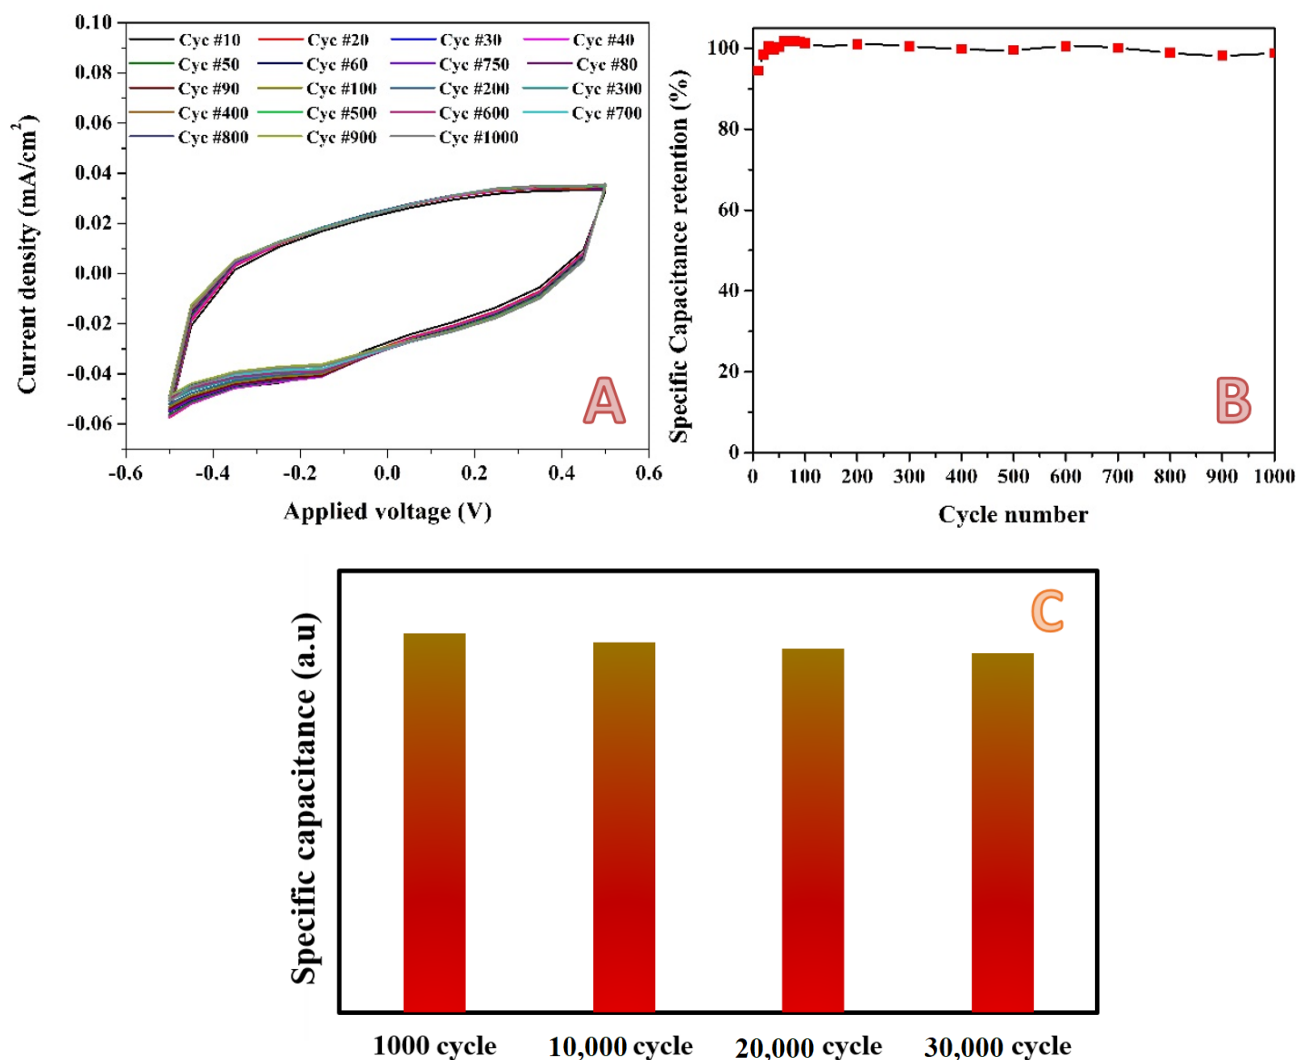 0.10
0.08
0.06
0.04
0.02
0.00
-0.02
-0.04
-0.06
Current density (mA/cm²)
Cyc #10 Cyc #20 Cyc #30 Cyc #40
Cyc #50 Cyc #60 Cyc #750 Cyc #80
Cyc #90 Cyc #100 Cyc #200 Cyc #300
Cyc #400 Cyc #500 Cyc #600 Cyc #700
Cyc #800 Cyc #900 Cyc #1000
A
-0.6 -0.4 -0.2 0.0 0.2 0.4 0.6
Applied voltage (V)
Specific Capacitance retention (%)
100
80
60
40
20
0
B
0 100 200 300 400 500 600 700 800 900 1000
Cycle number
Specific capacitance (a.u)
C
1000 cycle 10,000 cycle 20,000 cycle 30,000 cycle